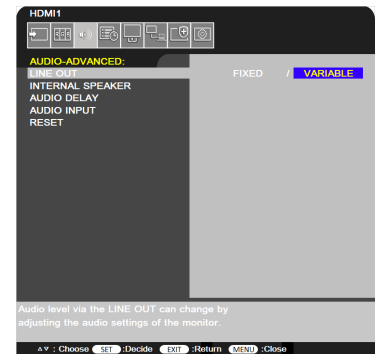 HDMI1
AUDIO-ADVANCED:
LINE OUT FIXED / VARIABLE
INTERNAL SPEAKER
AUDIO DELAY
AUDIO INPUT
RESET
Audio level via the LINE OUT can change by
adjusting the audio settings of the monitor.
▲▼ : Choose SET :Decide EXIT :Return MENU :Close